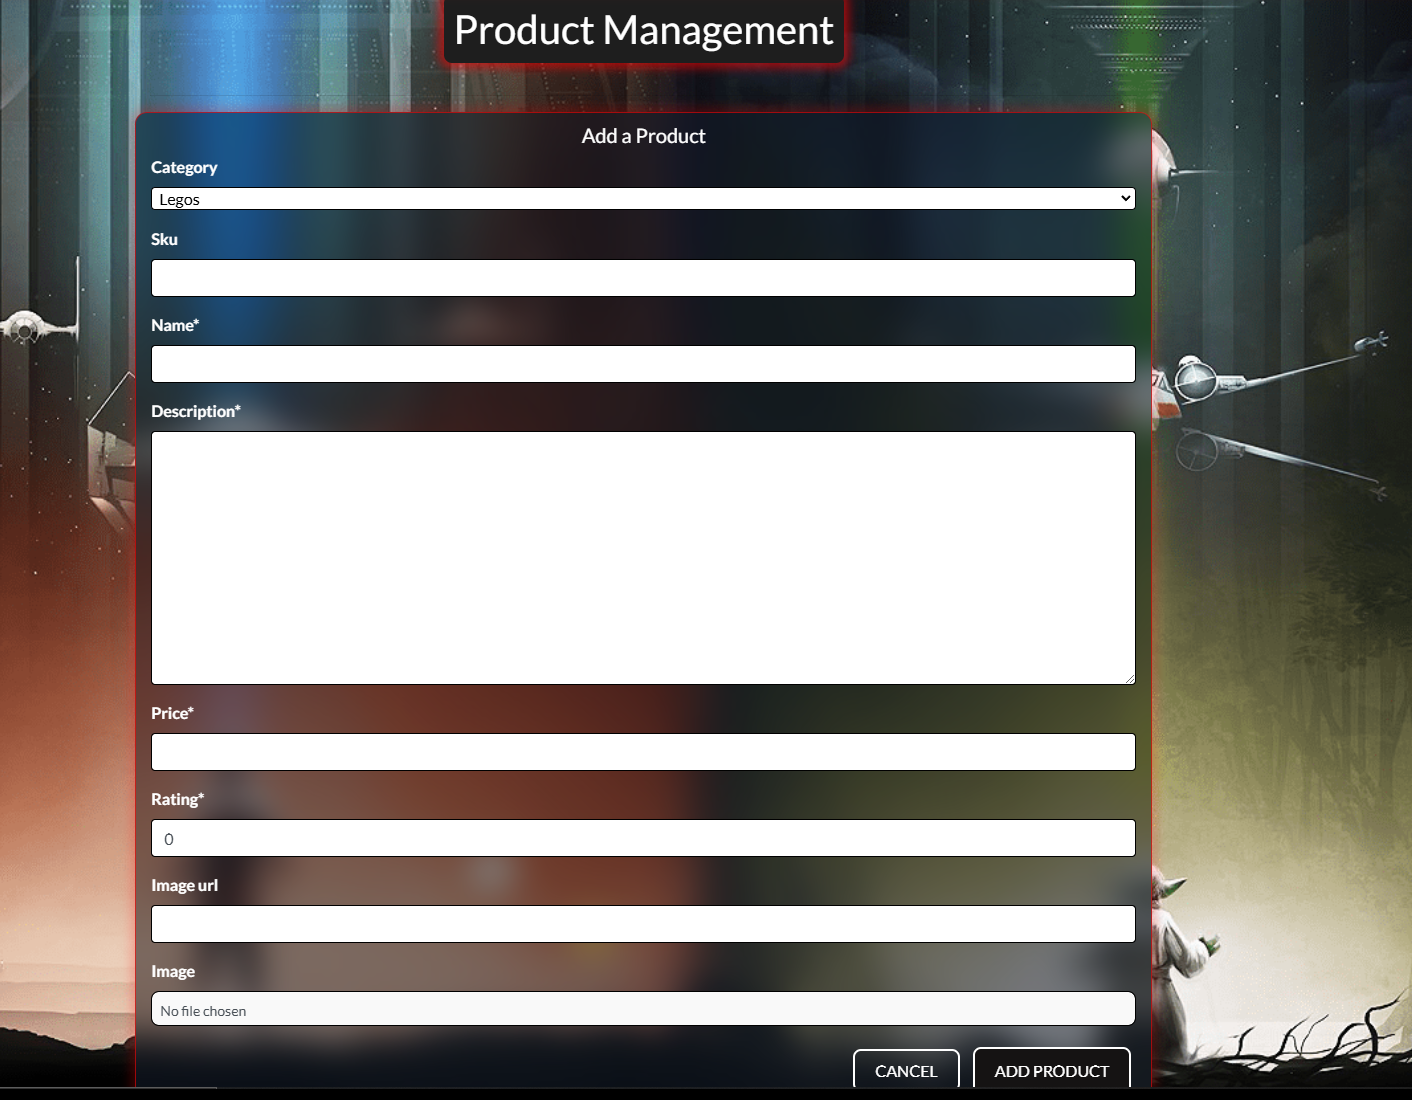 Product Management
Add a Product
Category
Legos
Sku
Name*
Description*
Price*
Rating*
0
Image url
Image
No file chosen
CANCEL ADD PRODUCT